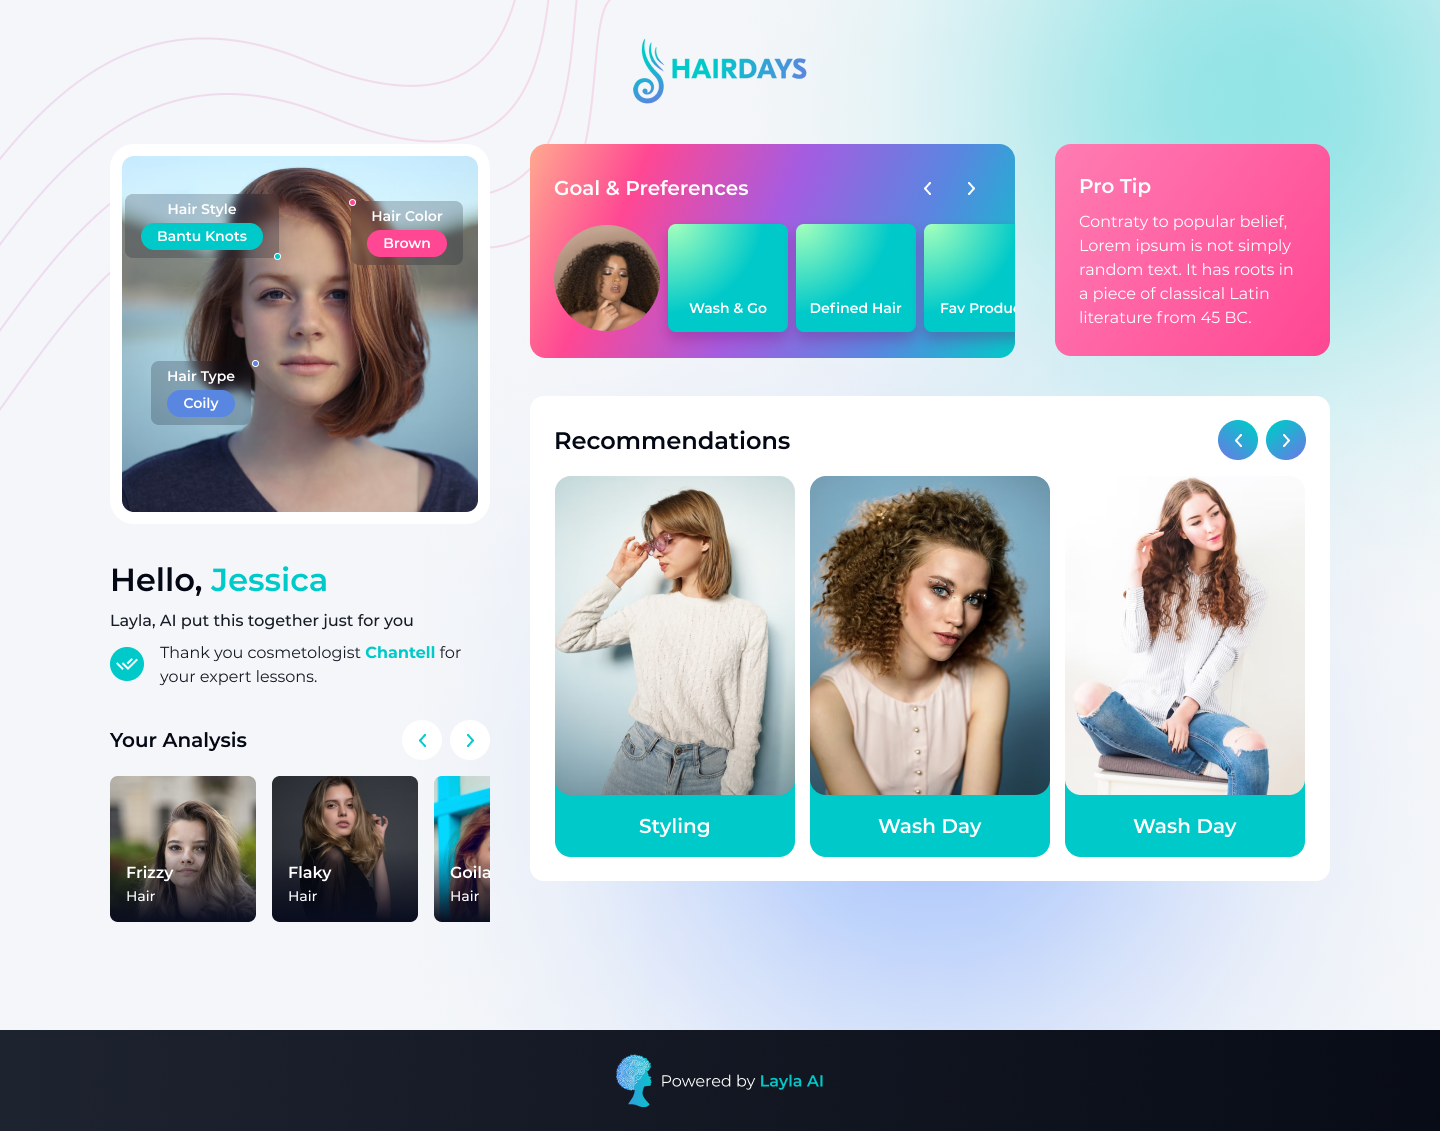 HAIRDAYS
Hair Style
Bantu Knots
Hair Color
Brown
Hair Type
Coily
Hello, Jessica
Layla, AI put this together just for you
Thank you cosmetologist Chantell for
your expert lessons.
Your Analysis
Frizzy
Hair
Flaky
Hair
Goila
Hair
Goal & Preferences
Wash & Go
Defined Hair
Fav Produc
Pro Tip
Contraty to popular belief,
Lorem ipsum is not simply
random text. It has roots in
a piece of classical Latin
literature from 45 BC.
Recommendations
Styling
Wash Day
Wash Day
Powered by Layla AI